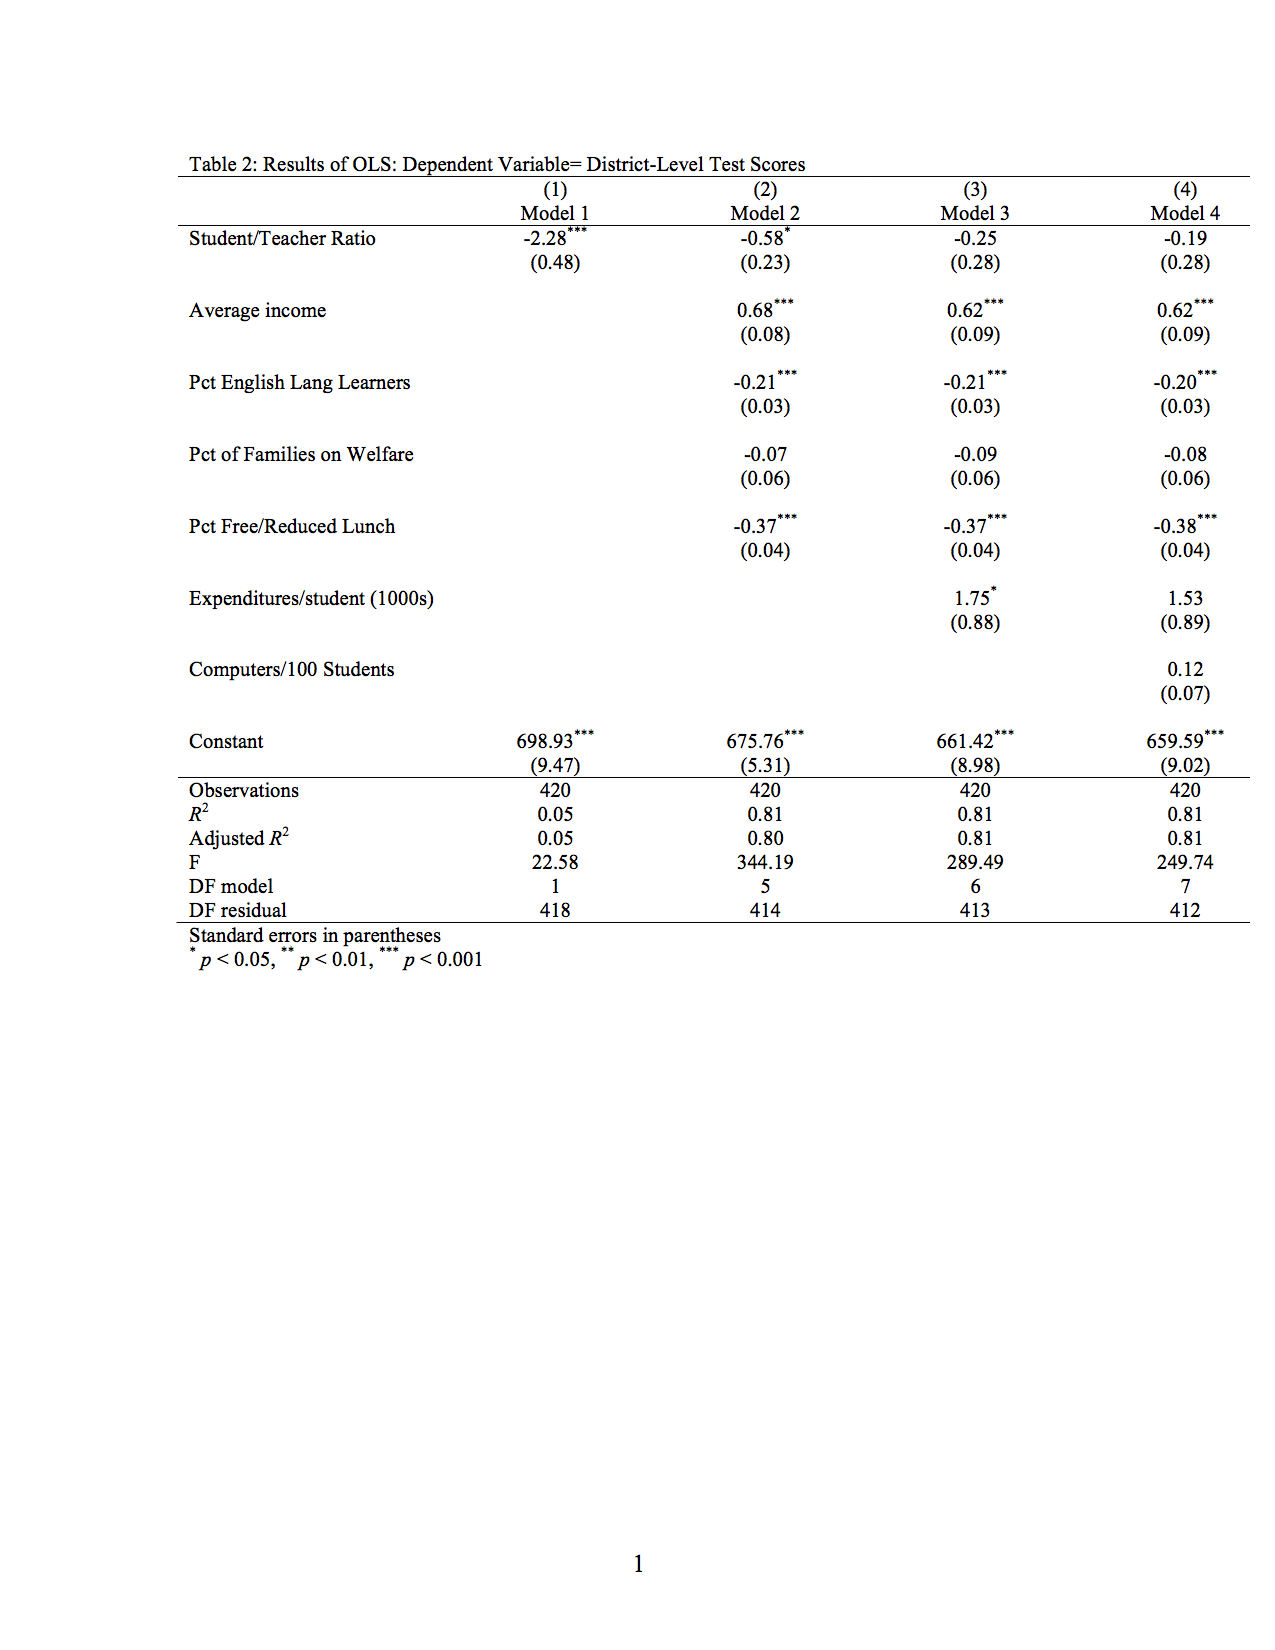 Table 2: Results of OLS: Dependent Variable= District-Level Test Scores
(1) (2) (3) (4)
Model 1 Model 2 Model 3 Model 4
Student/Teacher Ratio -2.28*** -0.58* -0.25 -0.19
(0.48) (0.23) (0.28) (0.28)
Average income 0.68*** 0.62*** 0.62***
(0.08) (0.09) (0.09)
Pct English Lang Learners -0.21*** -0.21*** -0.20***
(0.03) (0.03) (0.03)
Pct of Families on Welfare -0.07 -0.09 -0.08
(0.06) (0.06) (0.06)
Pct Free/Reduced Lunch -0.37*** -0.37*** -0.38***
(0.04) (0.04) (0.04)
Expenditures/student (1000s) 1.75* 1.53
(0.88) (0.89)
Computers/100 Students 0.12
(0.07)
Constant 698.93*** 675.76*** 661.42*** 659.59***
(9.47) (5.31) (8.98) (9.02)
Observations 420 420 420 420
R² 0.05 0.81 0.81 0.81
Adjusted R² 0.05 0.80 0.81 0.81
F 22.58 344.19 289.49 249.74
DF model 1 5 6 7
DF residual 418 414 413 412
Standard errors in parentheses
* p < 0.05, ** p < 0.01, *** p < 0.001
1